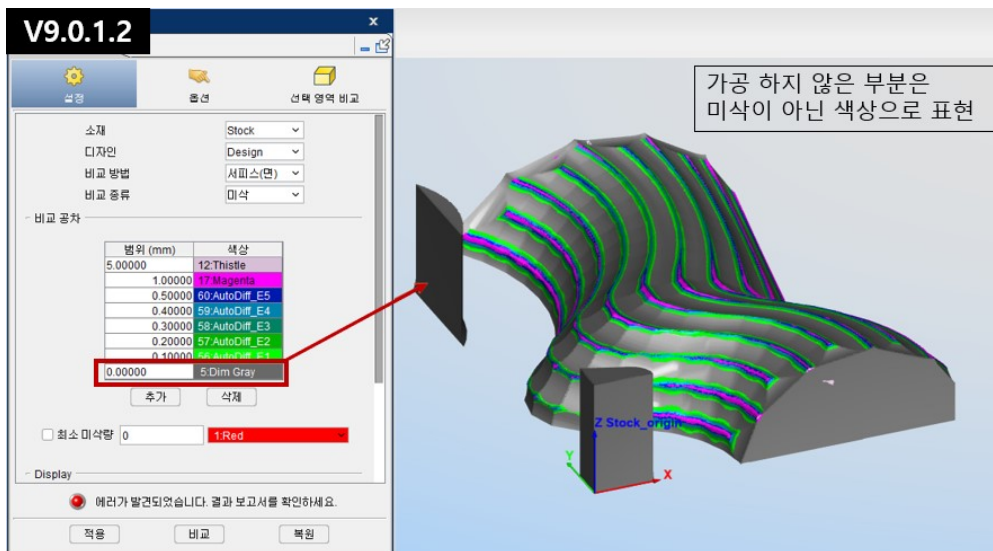 V9.0.1.2
x
설정
옵션
선택 영역 비교
소재 Stock
디자인 Design
비교 방법 서피스(면)
비교 종류 미삭
비교 공차
범위 (mm) 색상
5.00000 12:Thistle
1.00000 17:Magenta
0.50000 60:AutoDiff_E5
0.40000 59:AutoDiff_E4
0.30000 58:AutoDiff_E3
0.20000 57:AutoDiff_E2
0.10000 56:AutoDiff_E1
0.00000 5:Dim Gray
추가 삭제
최소 미삭량 0 1:Red
Display
에러가 발견되었습니다. 결과 보고서를 확인하세요.
적용 비교 복원
가공 하지 않은 부분은
미삭이 아닌 색상으로 표현
Z Stock_origin
Y
X